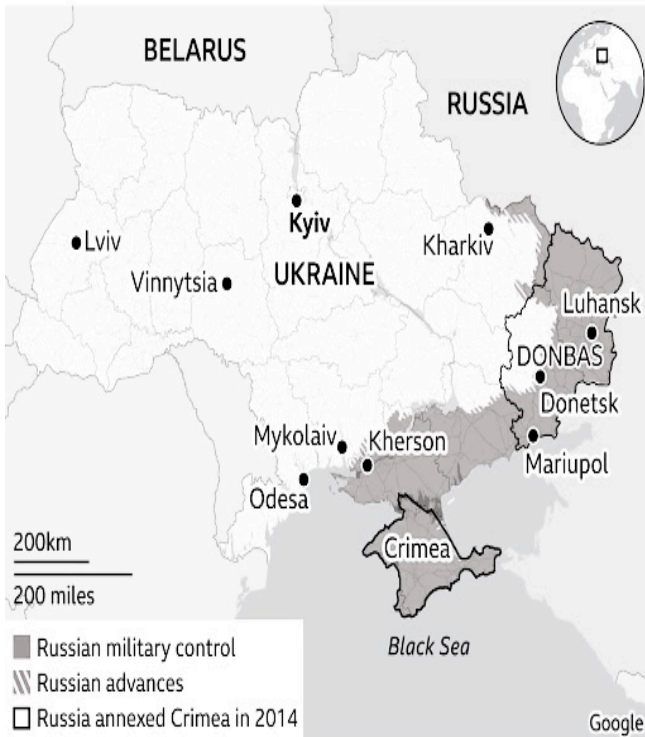 BELARUS
RUSSIA
Kyiv
Lviv
Kharkiv
Vinnytsia
UKRAINE
Luhansk
DONBAS
Donetsk
Mykolaiv
Kherson
Mariupol
Odesa
200km
200 miles
Crimea
Black Sea
Russian military control
Russian advances
Russia annexed Crimea in 2014
Google